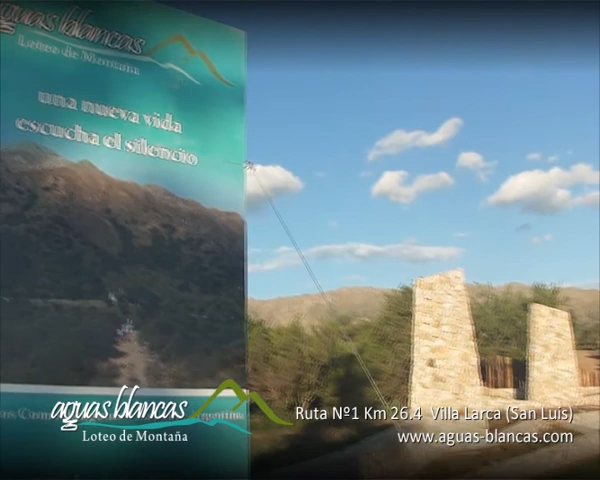 aguas blancas
Loteo de Montaña
una nueva vida
escucha el silencio
aguas blancas
Loteo de Montaña
Ruta Nº1 Km 26.4 Villa Larca (San Luis)
www.aguas-blancas.com